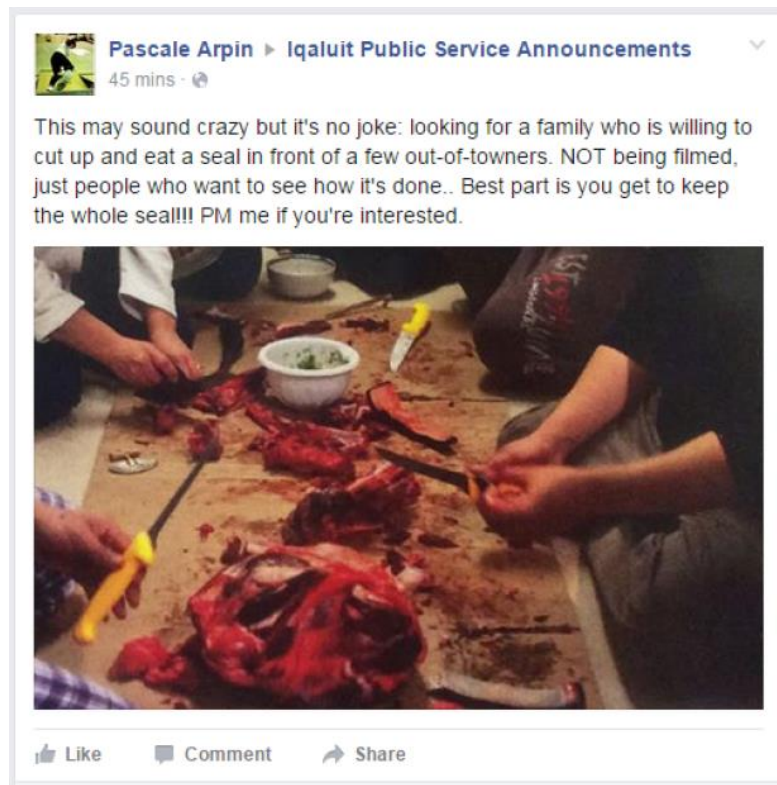 Pascale Arpin ▸ Iqaluit Public Service Announcements
45 mins ·
This may sound crazy but it's no joke: looking for a family who is willing to
cut up and eat a seal in front of a few out-of-towners. NOT being filmed,
just people who want to see how it's done.. Best part is you get to keep
the whole seal!!! PM me if you're interested.
Like Comment Share